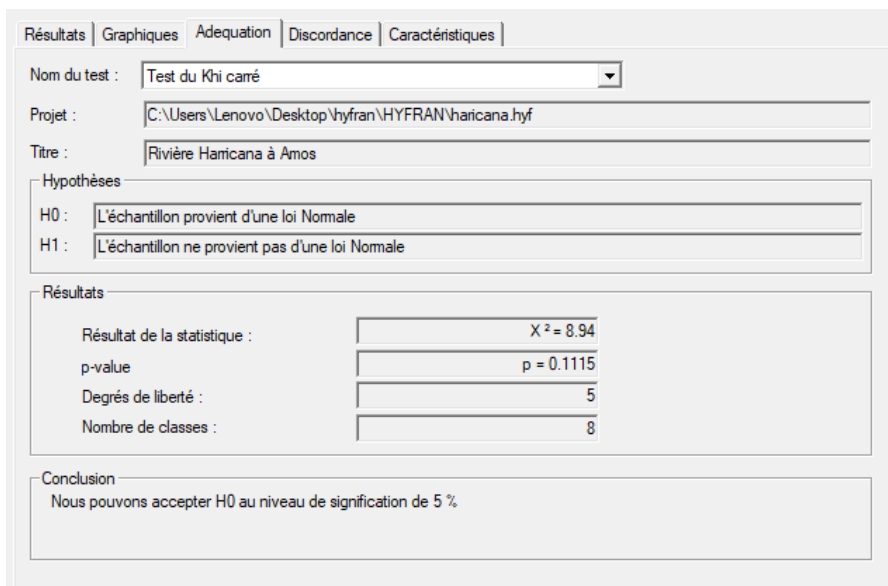 Résultats Graphiques Adequation Discordance Caractéristiques
Nom du test : Test du Khi carré
Projet : C:\Users\Lenovo\Desktop\hyfran\HYFRAN\haricana.hyf
Titre : Rivière Harricana à Amos
Hypothèses
H0 : L'échantillon provient d'une loi Normale
H1 : L'échantillon ne provient pas d'une loi Normale
Résultats
Résultat de la statistique : X ² = 8.94
p-value p = 0.1115
Degrés de liberté : 5
Nombre de classes : 8
Conclusion
Nous pouvons accepter H0 au niveau de signification de 5 %